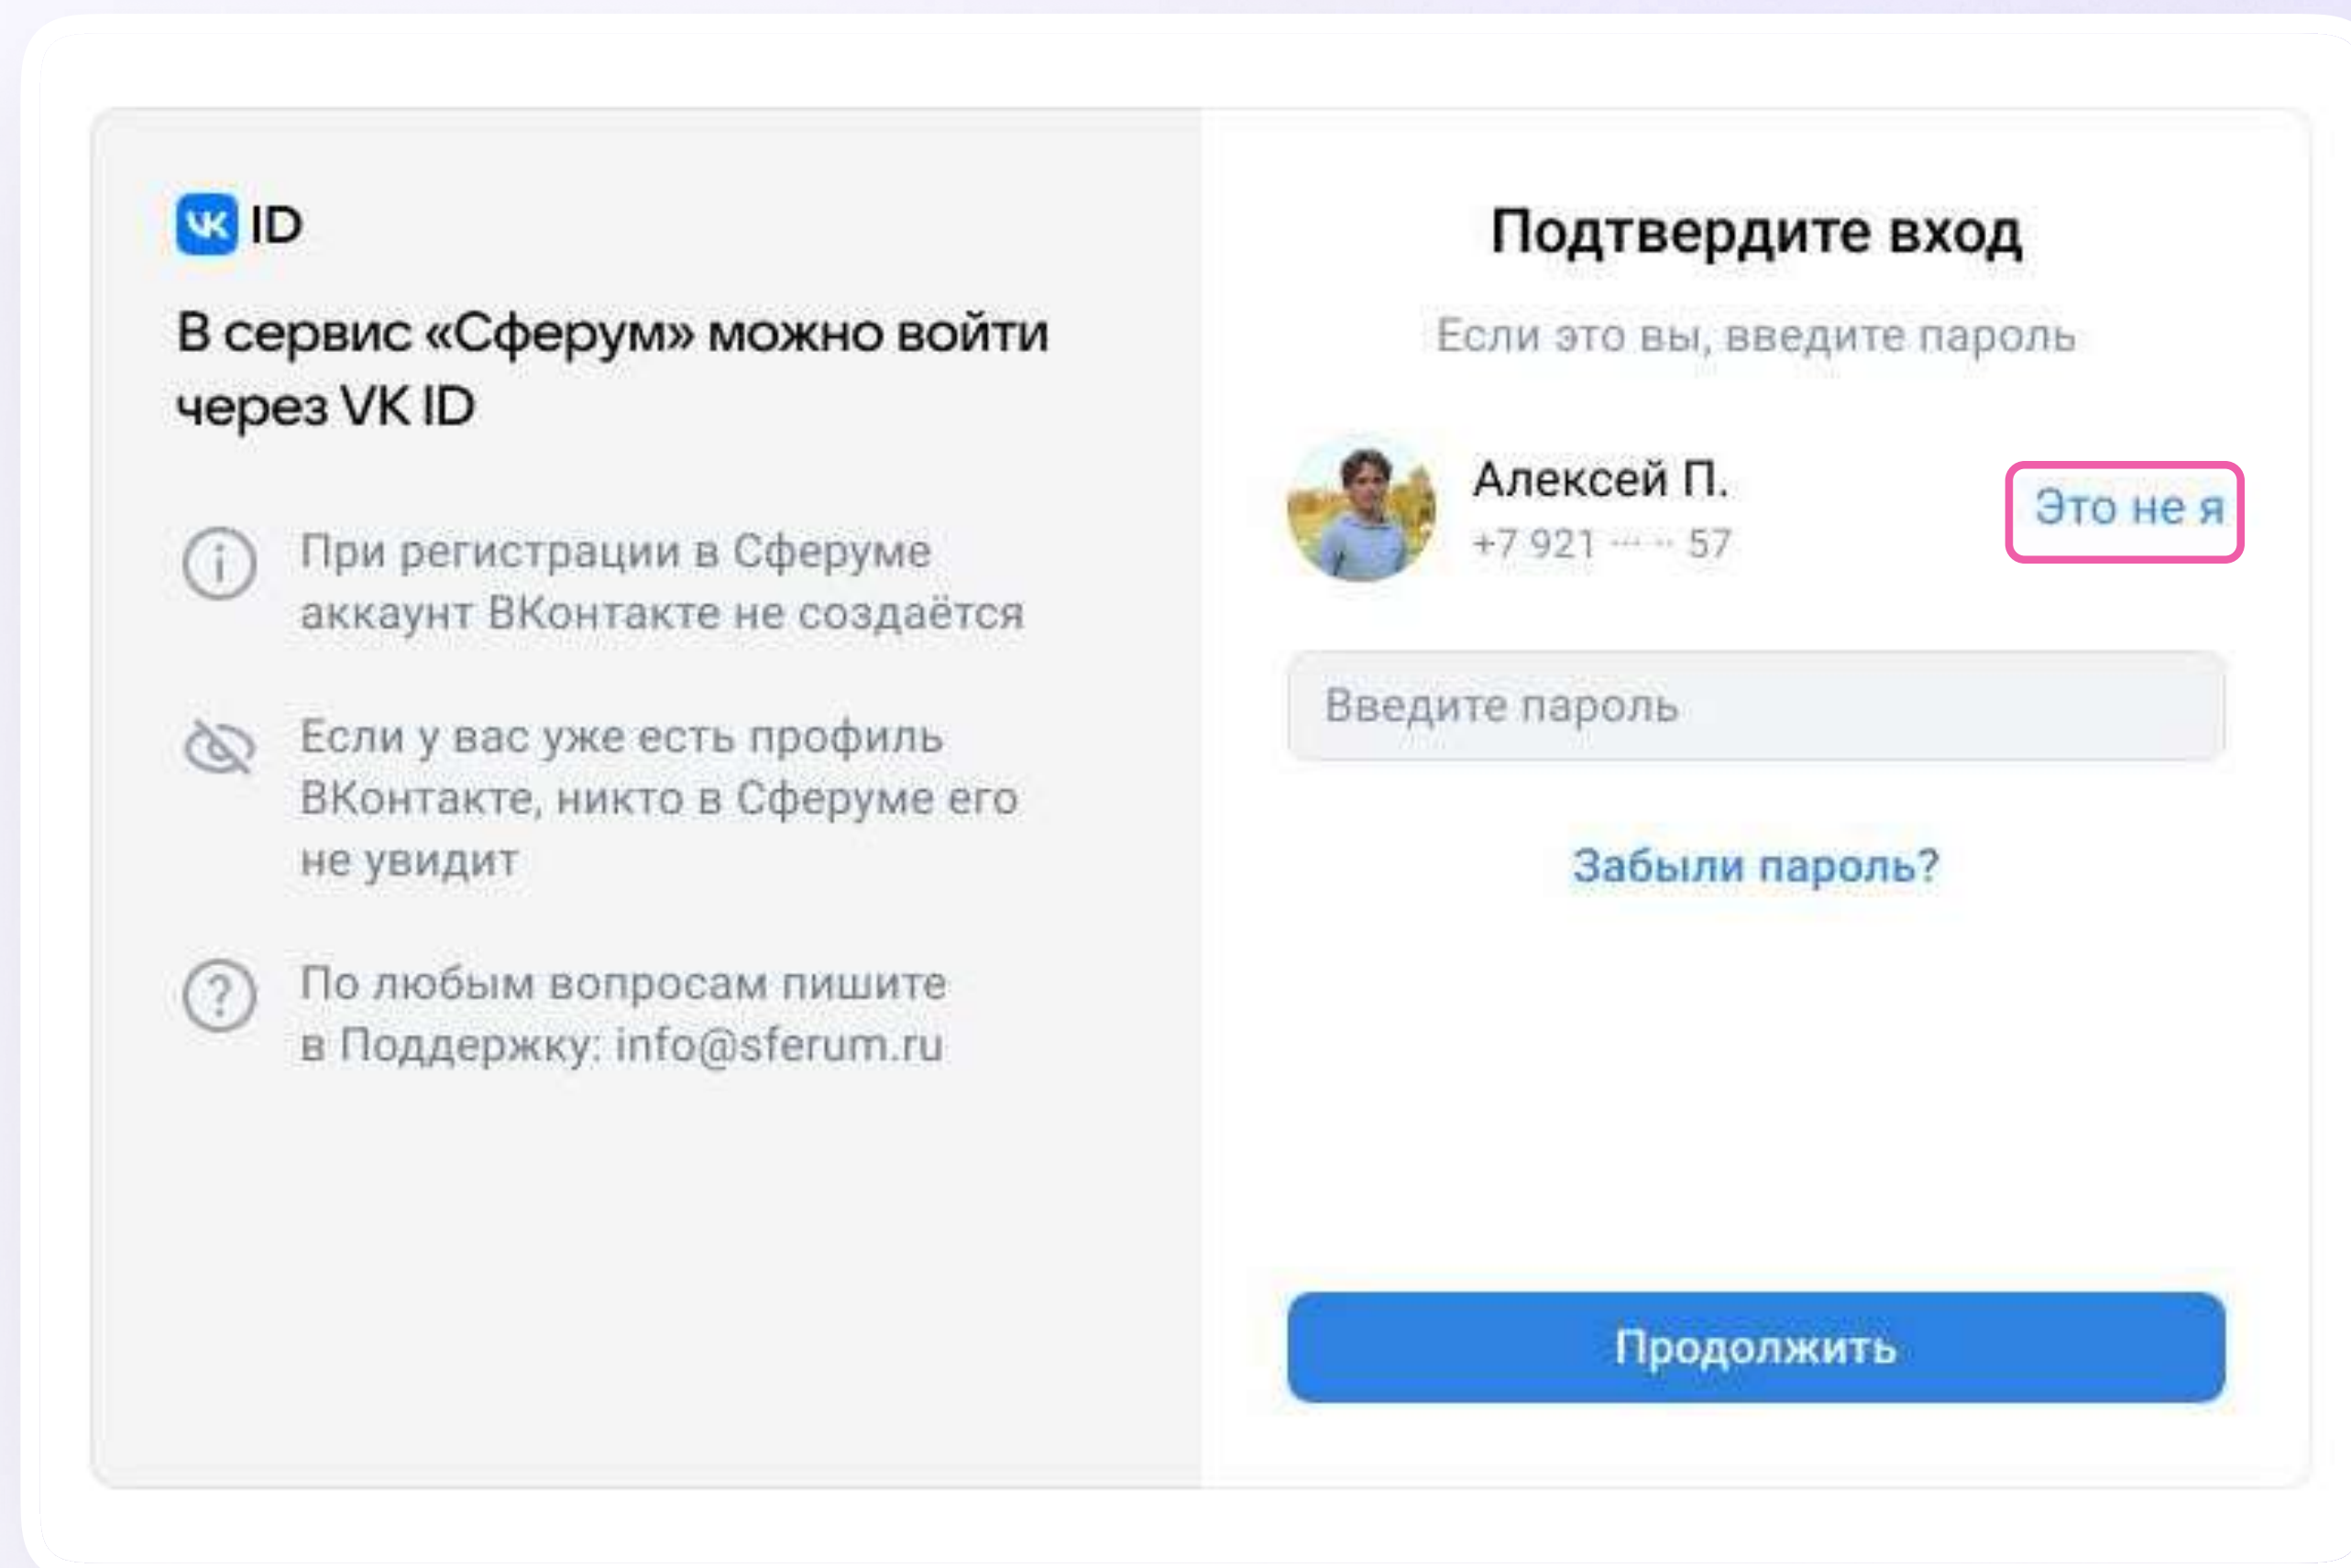 VK ID
В сервис «Сферум» можно войти
через VK ID
При регистрации в Сферуме
аккаунт ВКонтакте не создаётся
Если у вас уже есть профиль
ВКонтакте, никто в Сферуме его
не увидит
По любым вопросам пишите
в Поддержку: info@sferum.ru
Подтвердите вход
Если это вы, введите пароль
Алексей П.
+7 921 ··· ·· 57
Это не я
Введите пароль
Забыли пароль?
Продолжить